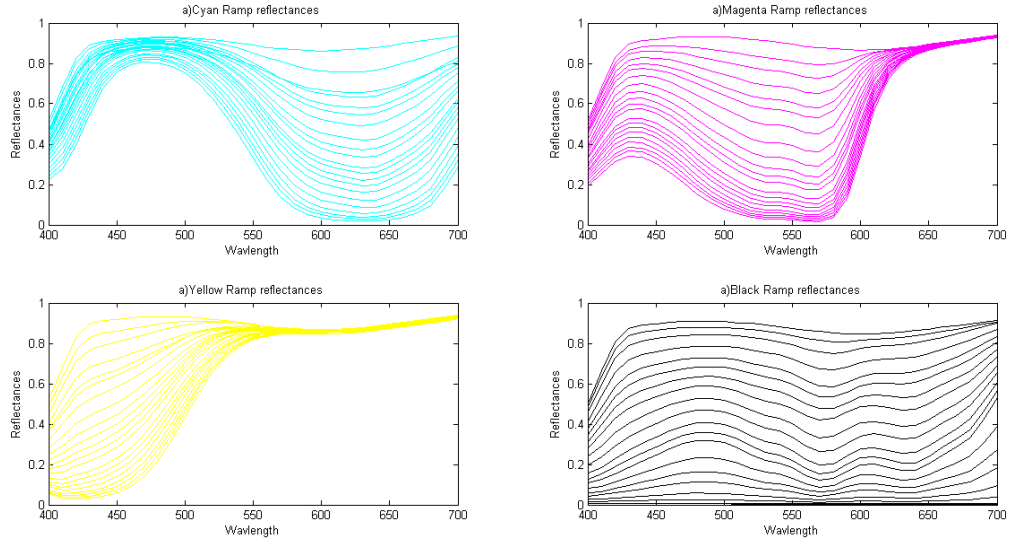 a)Cyan Ramp reflectances
1
0.8
0.6
0.4
0.2
0
Reflectances
400 450 500 550 600 650 700
Wavlength
a)Magenta Ramp reflectances
1
0.8
0.6
0.4
0.2
0
Reflectances
400 450 500 550 600 650 700
Wavlength
a)Yellow Ramp reflectances
1
0.8
0.6
0.4
0.2
0
Reflectances
400 450 500 550 600 650 700
Wavlength
a)Black Ramp reflectances
1
0.8
0.6
0.4
0.2
0
Reflectances
400 450 500 550 600 650 700
Wavlength